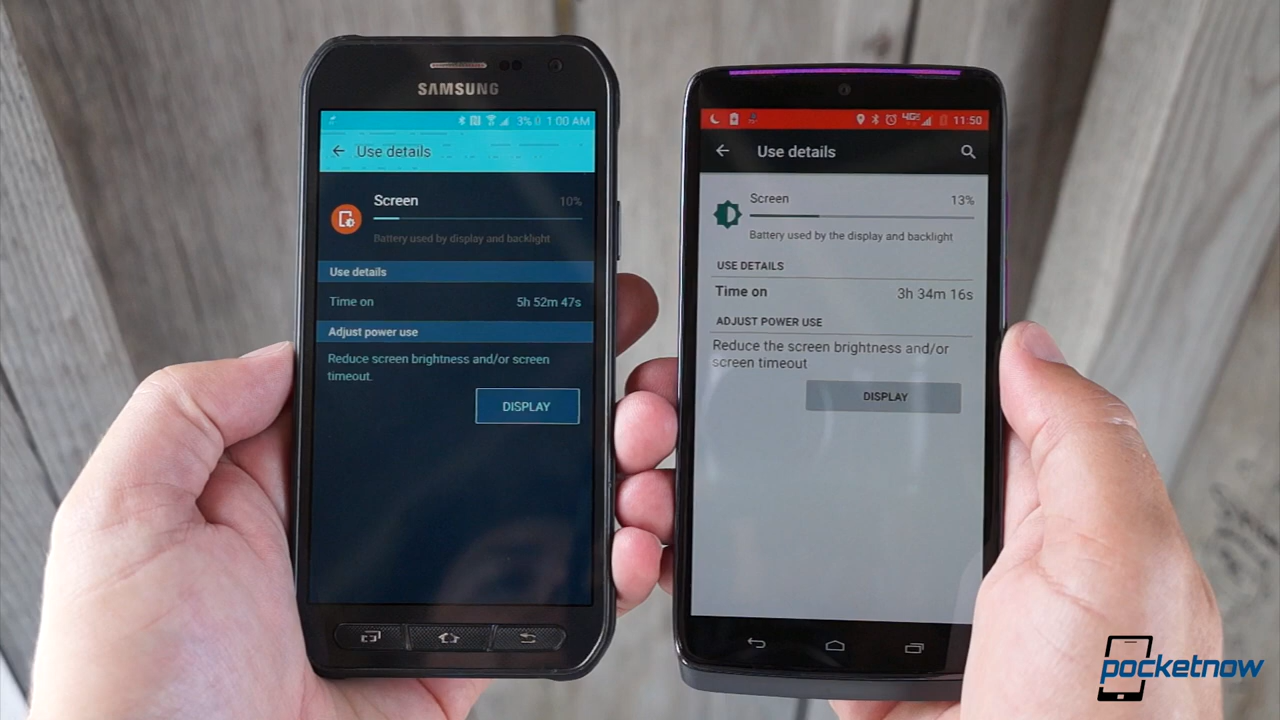 SAMSUNG
3% 1:00 AM
Use details
Screen 10%
Battery used by display and backlight
Use details
Time on 5h 52m 47s
Adjust power use
Reduce screen brightness and/or screen
timeout.
DISPLAY
4G 11:50
Use details
Screen 13%
Battery used by the display and backlight
USE DETAILS
Time on 3h 34m 16s
ADJUST POWER USE
Reduce the screen brightness and/or
screen timeout
DISPLAY
pocketnow